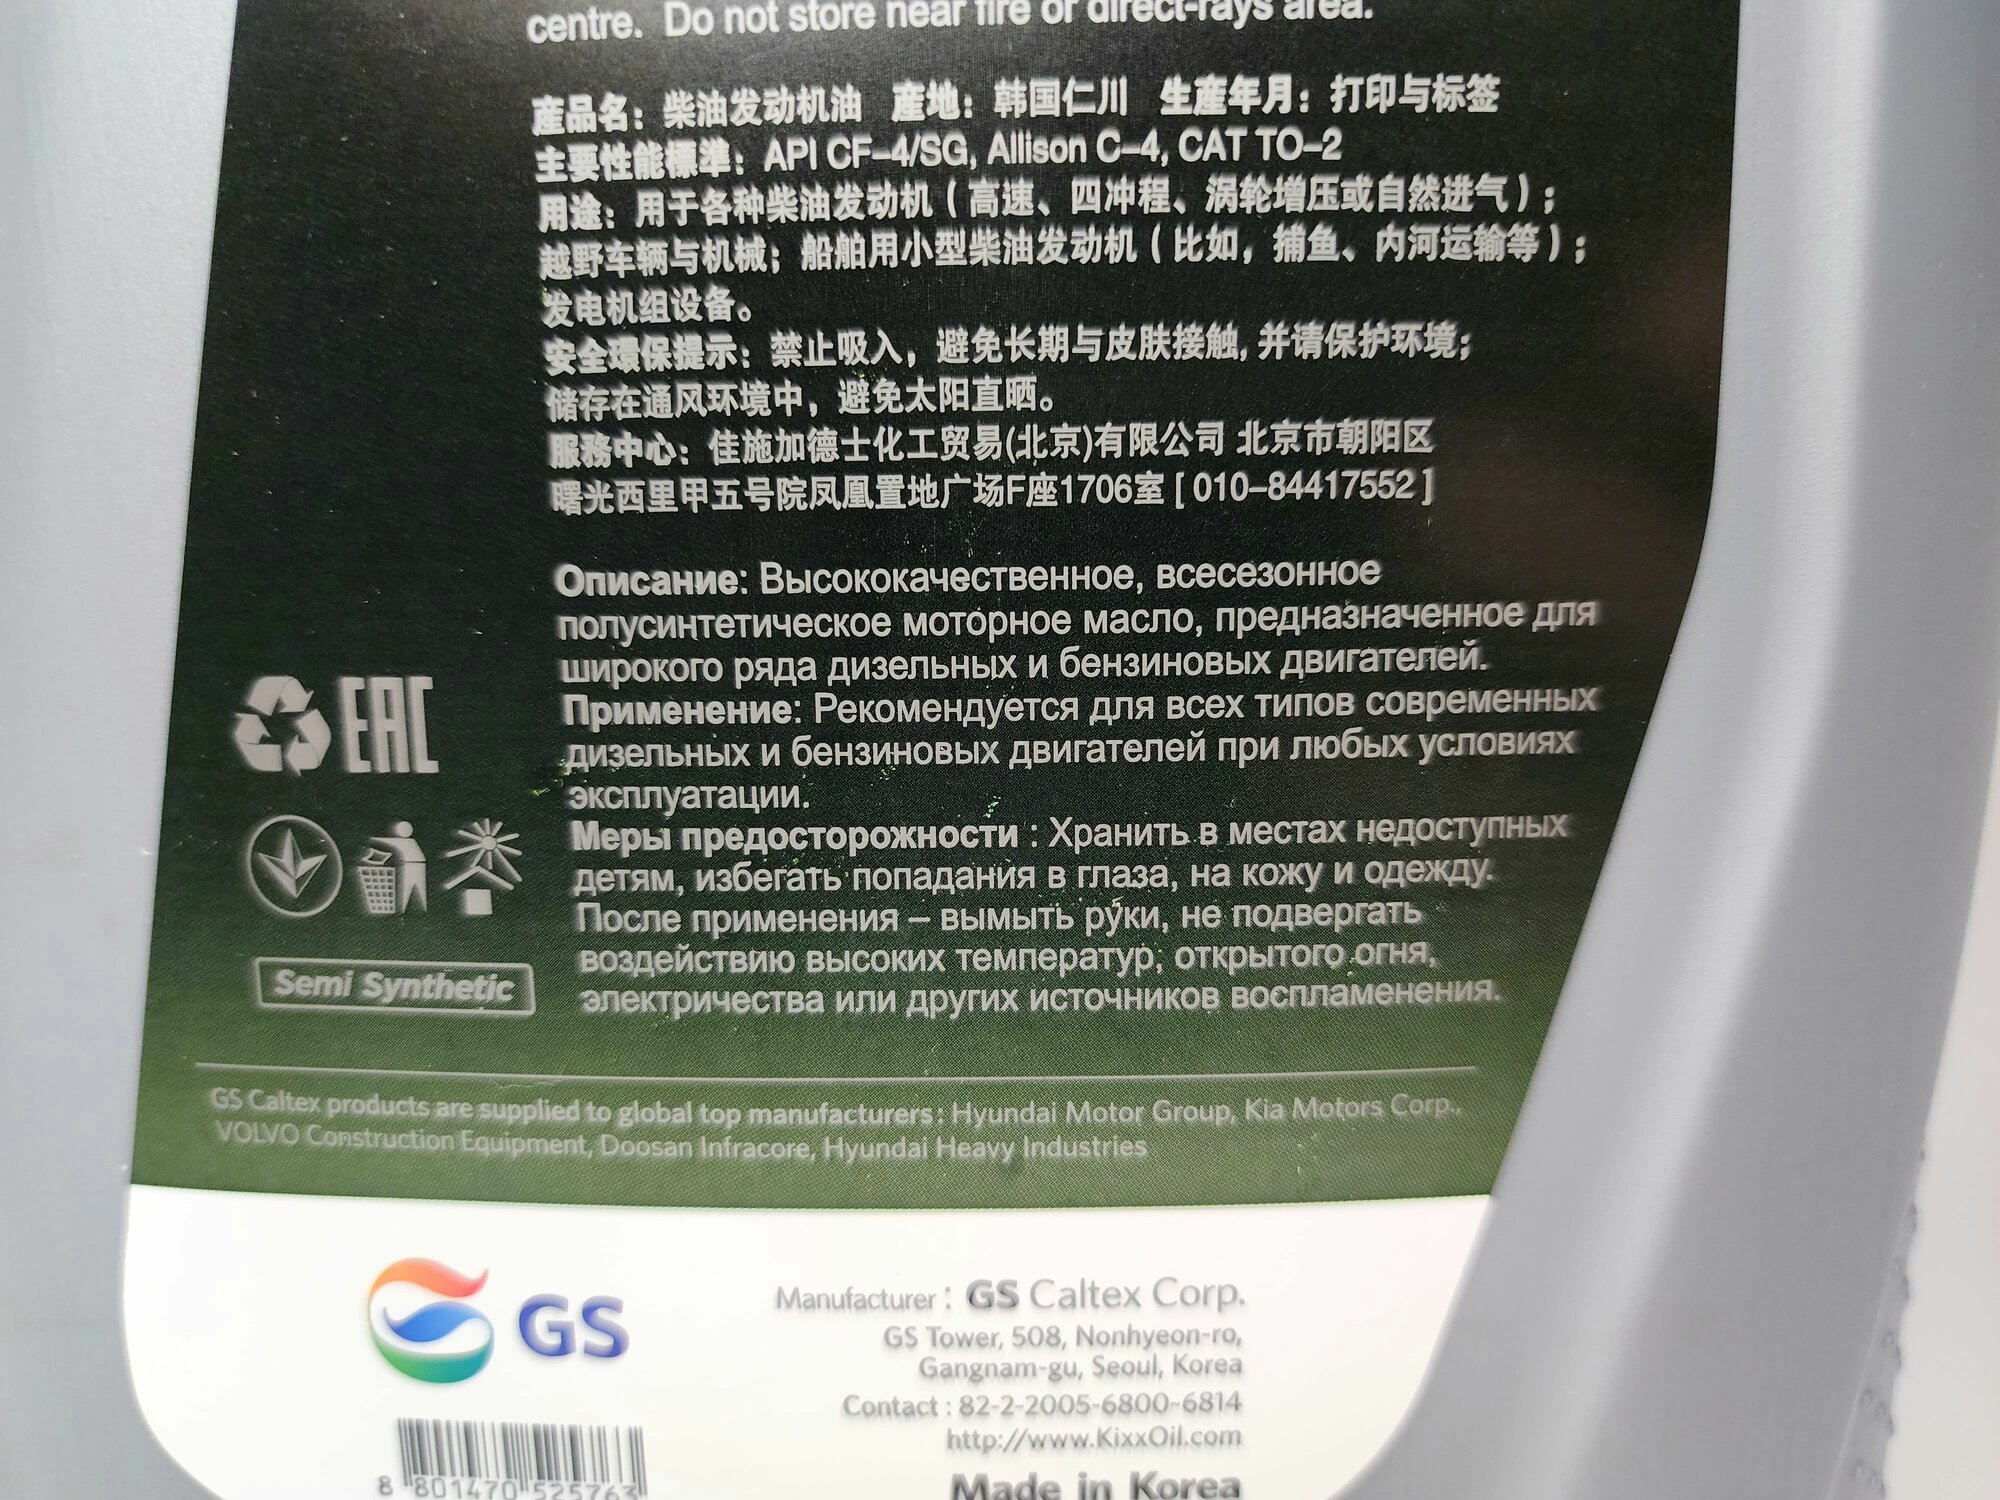 centre. Do not store near fire or direct-rays area.
産品名：柴油发动机油 産地：韩国仁川 生産年月：打印与标签
主要性能標準：API CF–4/SG, Allison C–4, CAT TO–2
用途：用于各种柴油发动机（高速、四冲程、涡轮增压或自然进气）；
越野车辆与机械；船舶用小型柴油发动机（比如，捕鱼、内河运输等）；
发电机组设备。
安全環保提示：禁止吸入，避免长期与皮肤接触, 并请保护环境；
储存在通风环境中，避免太阳直晒。
服務中心：佳施加德士化工贸易(北京)有限公司 北京市朝阳区
曙光西里甲五号院凤凰置地广场F座1706室 [ 010–84417552 ]
Описание: Высококачественное, всесезонное
полусинтетическое моторное масло, предназначенное для
широкого ряда дизельных и бензиновых двигателей.
Применение: Рекомендуется для всех типов современных
дизельных и бензиновых двигателей при любых условиях
эксплуатации.
Меры предосторожности : Хранить в местах недоступных
детям, избегать попадания в глаза, на кожу и одежду.
После применения – вымыть руки, не подвергать
воздействию высоких температур, открытого огня,
электричества или других источников воспламенения.
EAC
Semi Synthetic
GS Caltex products are supplied to global top manufacturers: Hyundai Motor Group, Kia Motors Corp.,
VOLVO Construction Equipment, Doosan Infracore, Hyundai Heavy Industries
GS
Manufacturer : GS Caltex Corp.
GS Tower, 508, Nonhyeon-ro,
Gangnam-gu, Seoul, Korea
Contact : 82-2-2005-6800~6814
http://www.KixxOil.com
Made in Korea
8 801470 525763